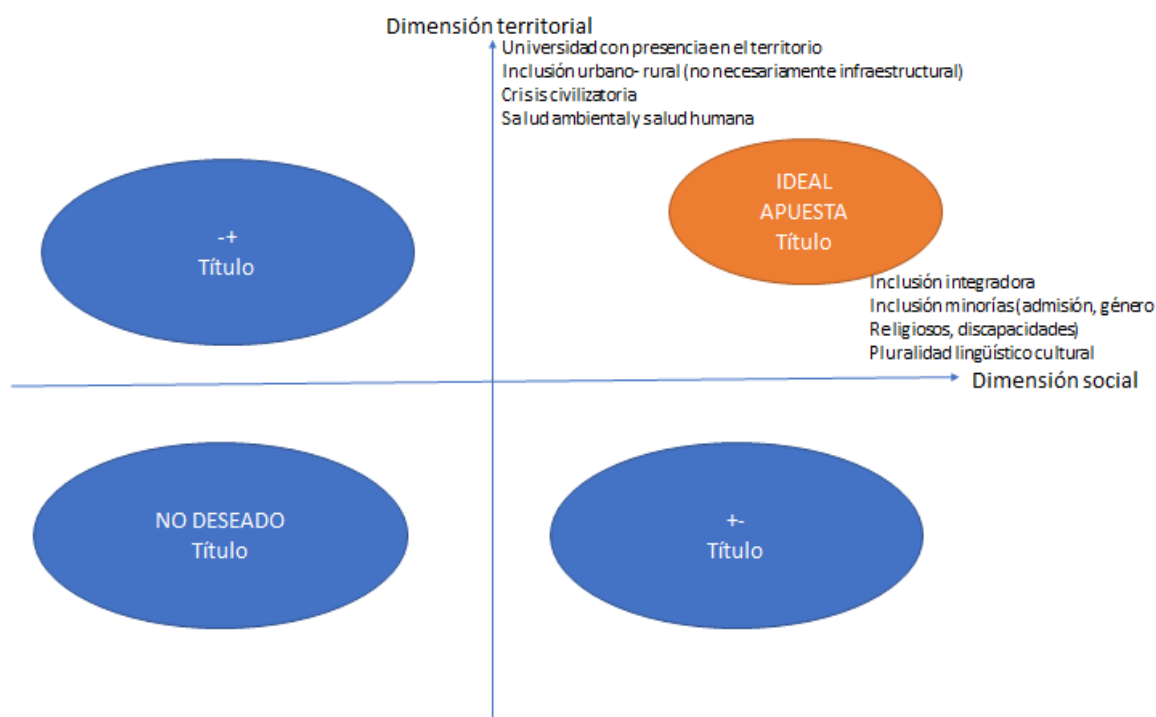 Dimensión territorial
Universidad con presencia en el territorio
Inclusión urbano- rural (no necesariamente infraestructural)
Crisis civilizatoria
Salud ambiental y salud humana
-+
Título
IDEAL
APUESTA
Título
Inclusión integradora
Inclusión minorías (admisión, género
Religiosos, discapacidades)
Pluralidad lingüístico cultural
Dimensión social
NO DESEADO
Título
+-
Título